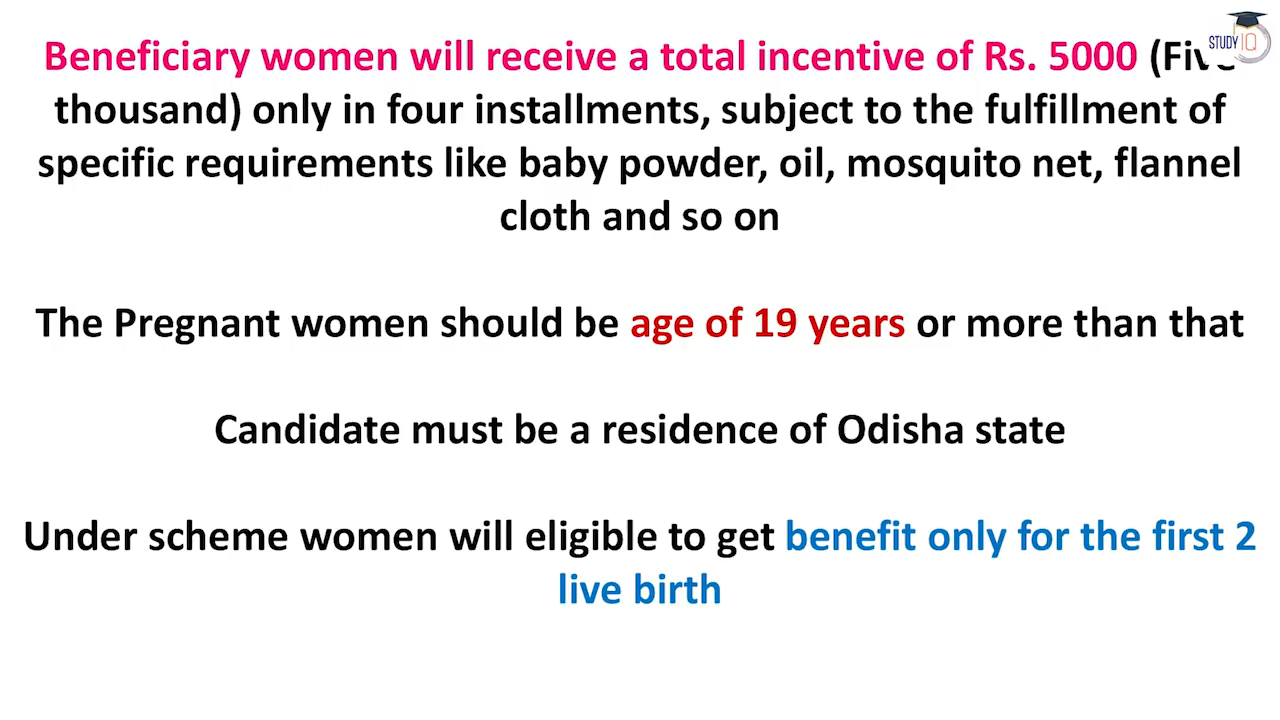 Beneficiary women will receive a total incentive of Rs. 5000 (Five
thousand) only in four installments, subject to the fulfillment of
specific requirements like baby powder, oil, mosquito net, flannel
cloth and so on
The Pregnant women should be age of 19 years or more than that
Candidate must be a residence of Odisha state
Under scheme women will eligible to get benefit only for the first 2
live birth
STUDY IQ